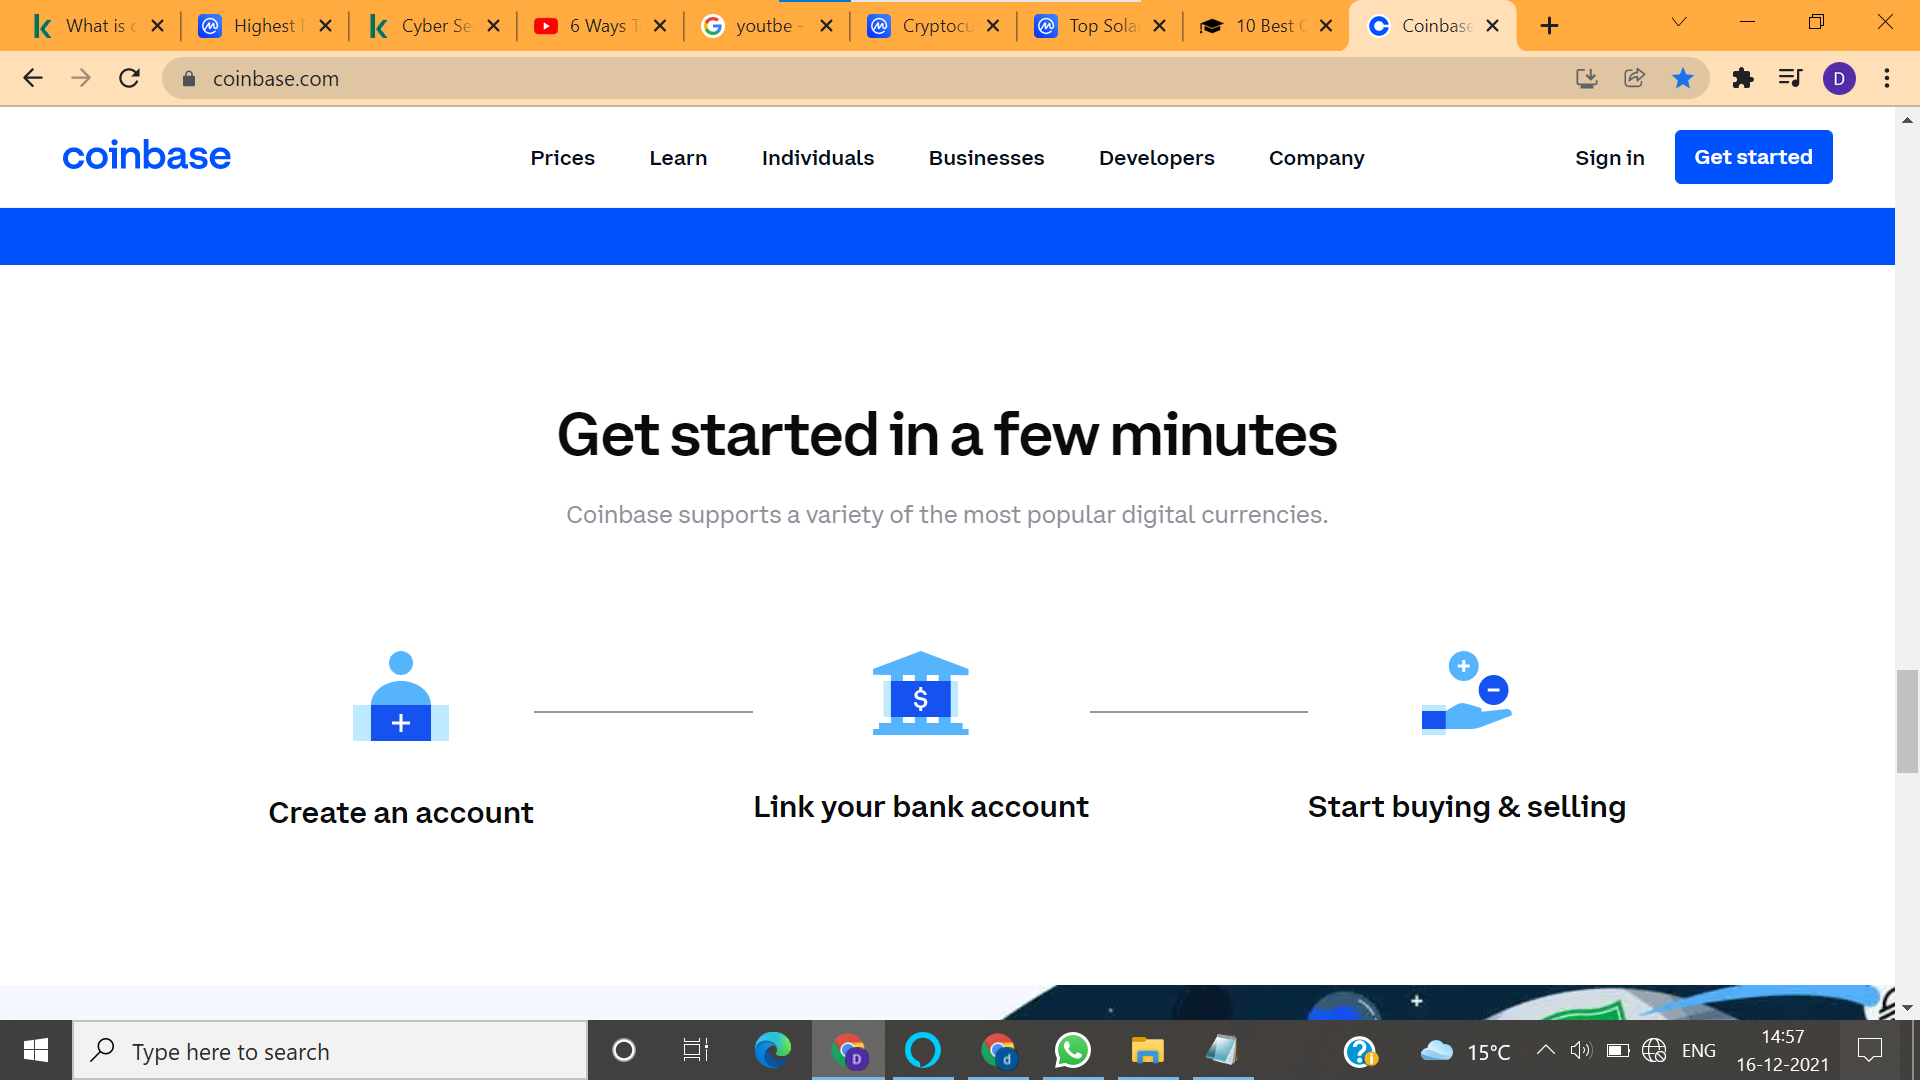 What is c
Highest
Cyber Se
6 Ways T
youtbe -
Cryptocu
Top Sola
10 Best
Coinbase
coinbase.com
D
coinbase
Prices
Learn
Individuals
Businesses
Developers
Company
Sign in
Get started
Get started in a few minutes
Coinbase supports a variety of the most popular digital currencies.
$
Create an account
Link your bank account
Start buying & selling
Type here to search
D
d
15°C
ENG
14:57
16-12-2021